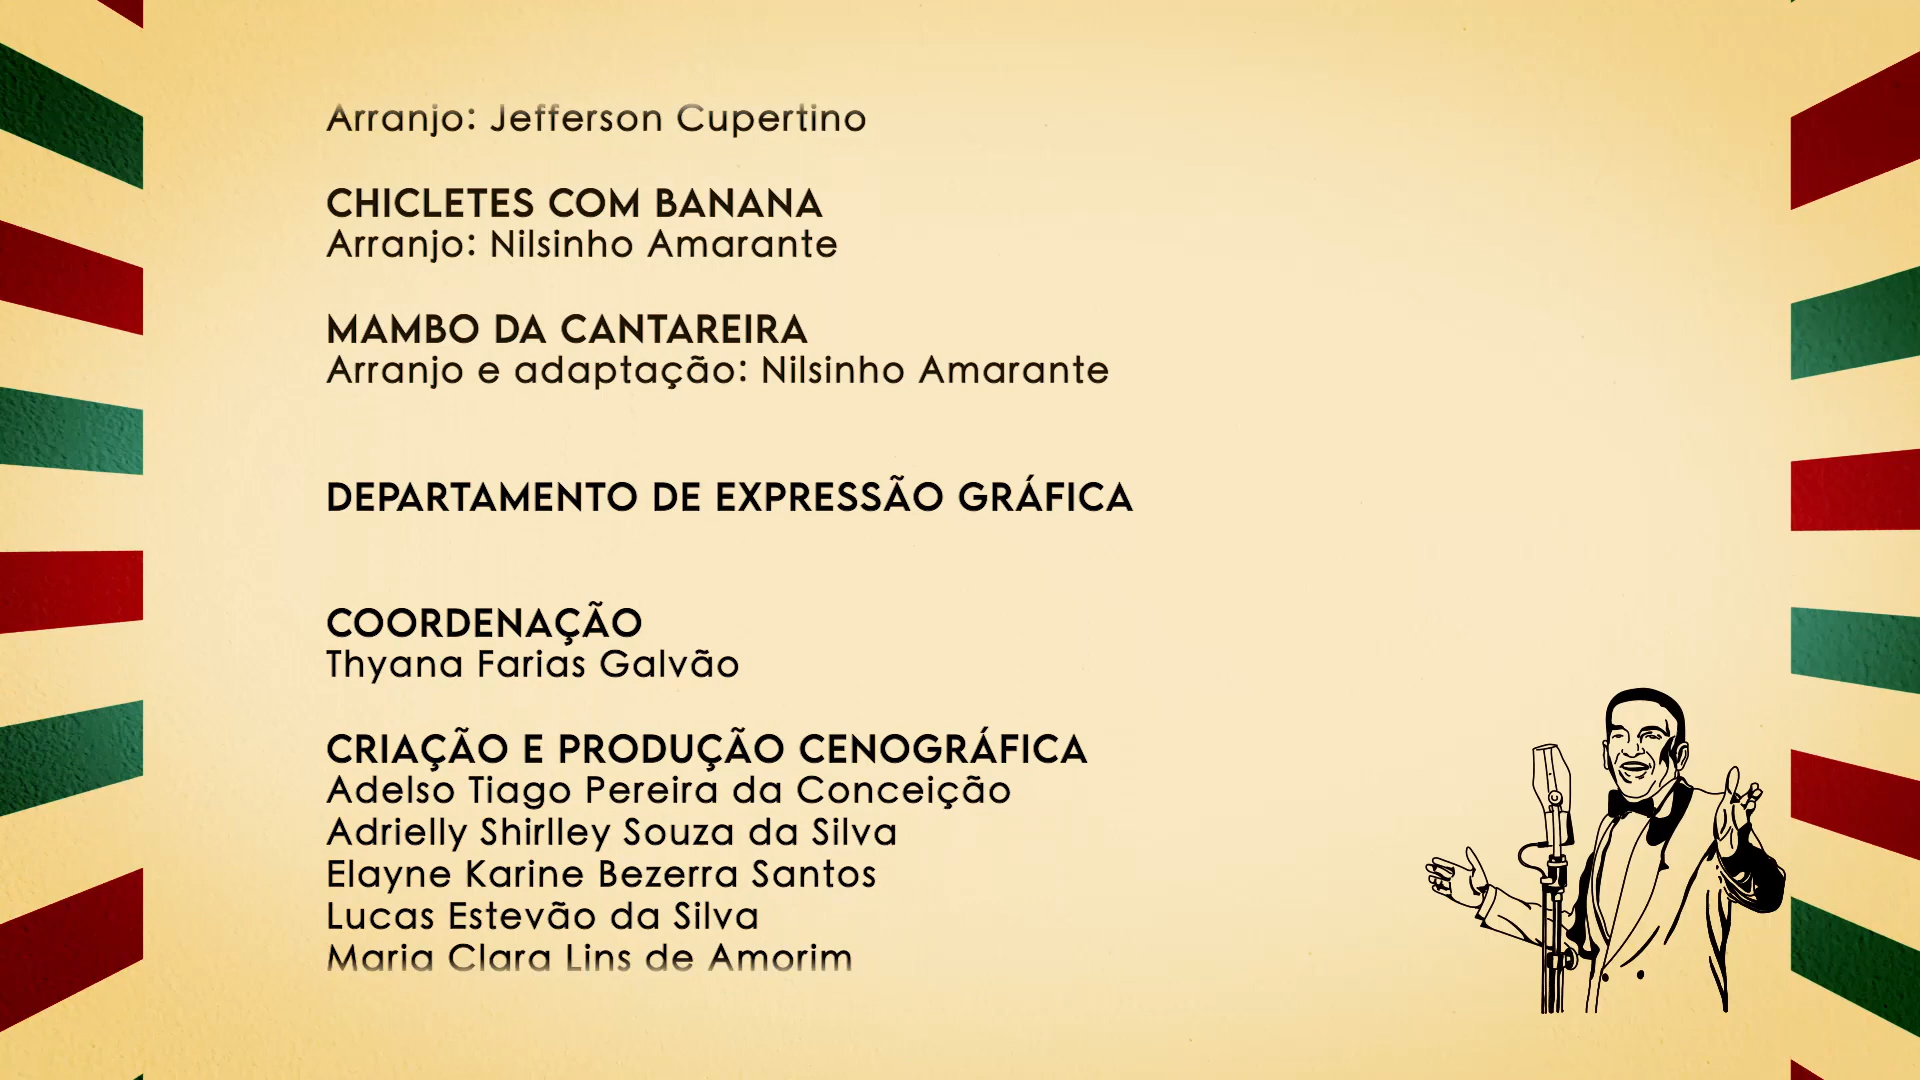 Arranjo: Jefferson Cupertino
CHICLETES COM BANANA
Arranjo: Nilsinho Amarante
MAMBO DA CANTAREIRA
Arranjo e adaptação: Nilsinho Amarante
DEPARTAMENTO DE EXPRESSÃO GRÁFICA
COORDENAÇÃO
Thyana Farias Galvão
CRIAÇÃO E PRODUÇÃO CENOGRÁFICA
Adelso Tiago Pereira da Conceição
Adrielly Shirlley Souza da Silva
Elayne Karine Bezerra Santos
Lucas Estevão da Silva
Maria Clara Lins de Amorim